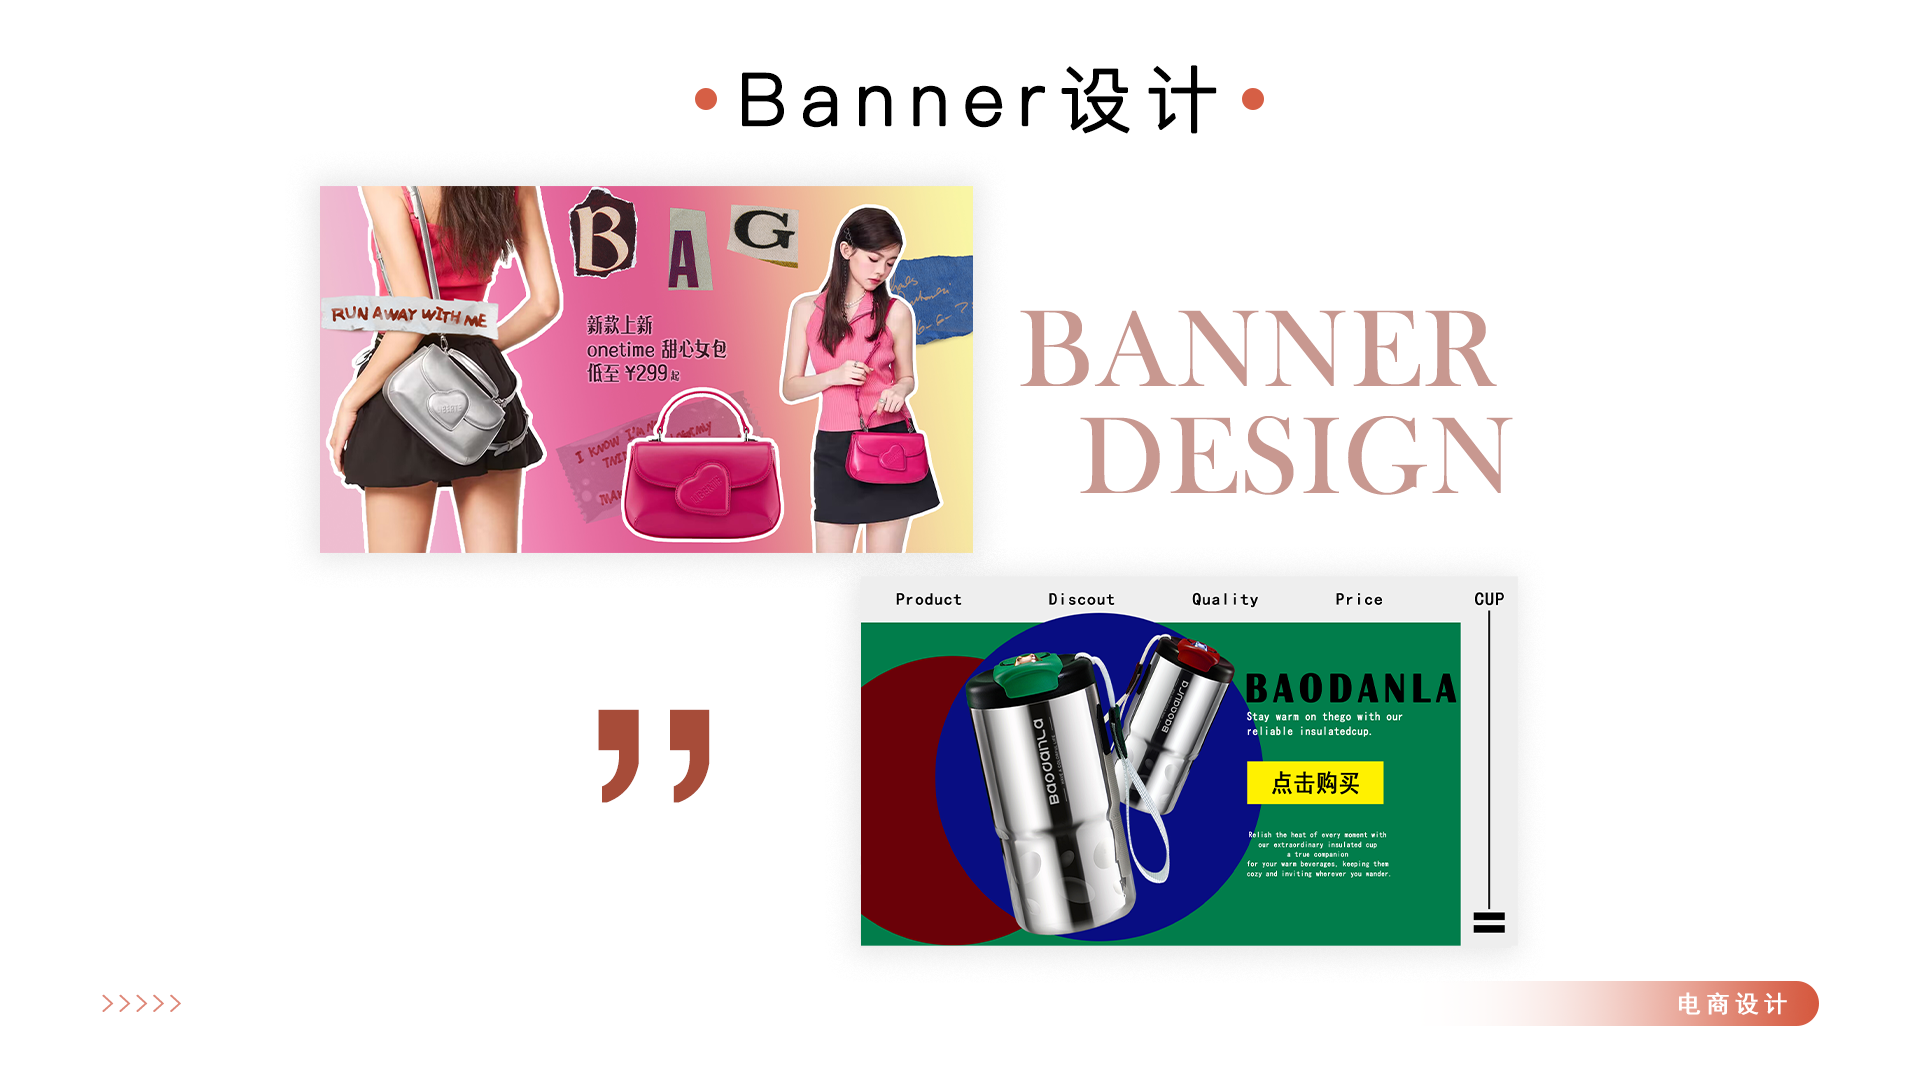 Banner设计
BAG
RUN AWAY WITH ME
新款上新
onetime 甜心女包
低至 ¥299起
I KNOW I'M
BANNER
DESIGN
Product Discout Quality Price CUP
BAODANLA
Stay warm on thego with our
reliable insulatedcup.
点击购买
Relish the heat of every moment with
our extraordinary insulated cup
a true companion
for your warm beverages, keeping them
cozy and inviting wherever you wander.
Baodanla
Baodanla
”
>>>>>
电商设计